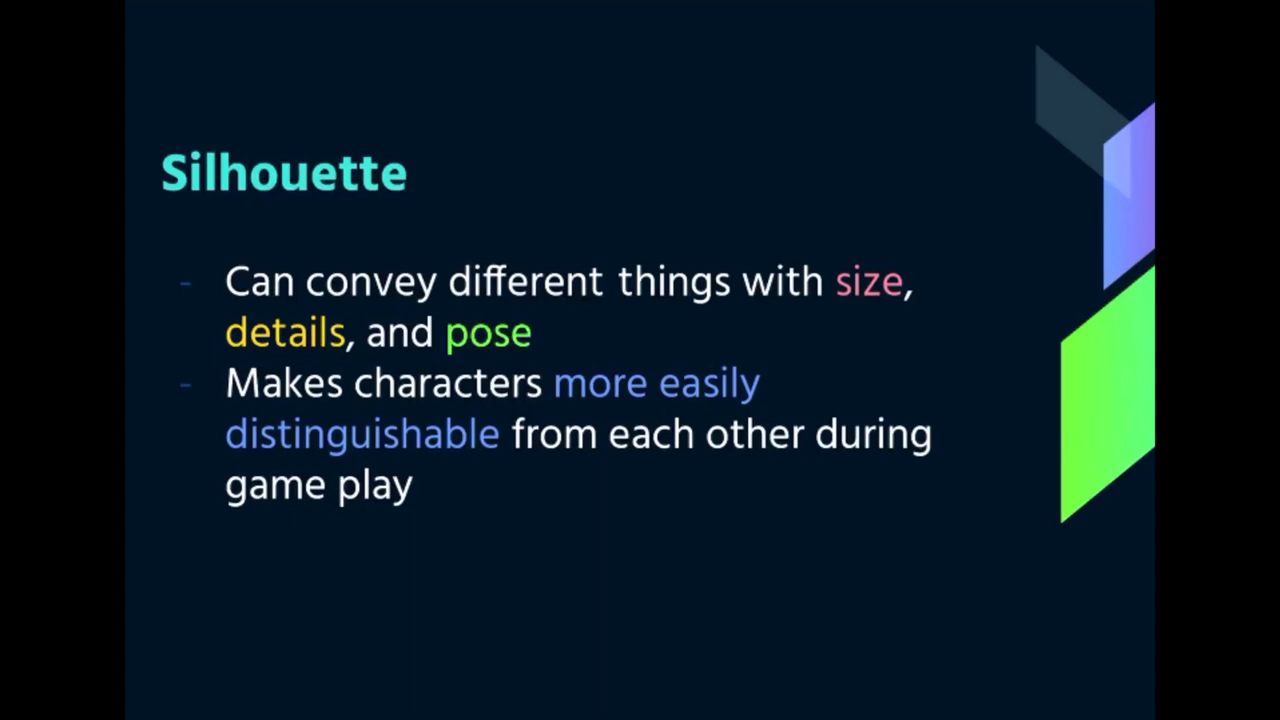 Silhouette
- Can convey different things with size,
details, and pose
- Makes characters more easily
distinguishable from each other during
game play